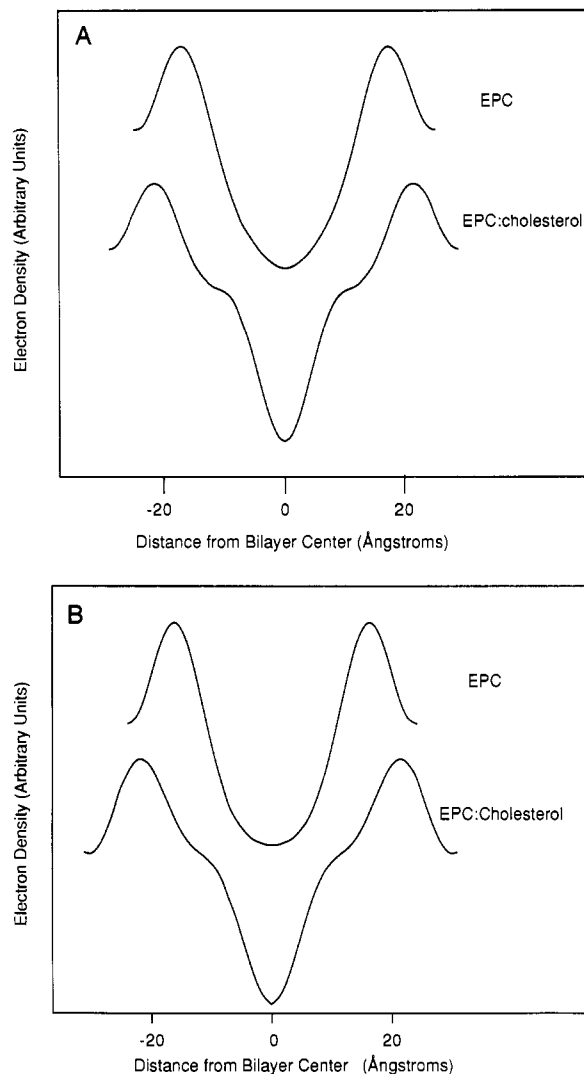 A
EPC
EPC:cholesterol
Electron Density (Arbitrary Units)
-20 0 20
Distance from Bilayer Center (Ångstroms)
B
EPC
EPC:Cholesterol
Electron Density (Arbitrary Units)
-20 0 20
Distance from Bilayer Center (Ångstroms)